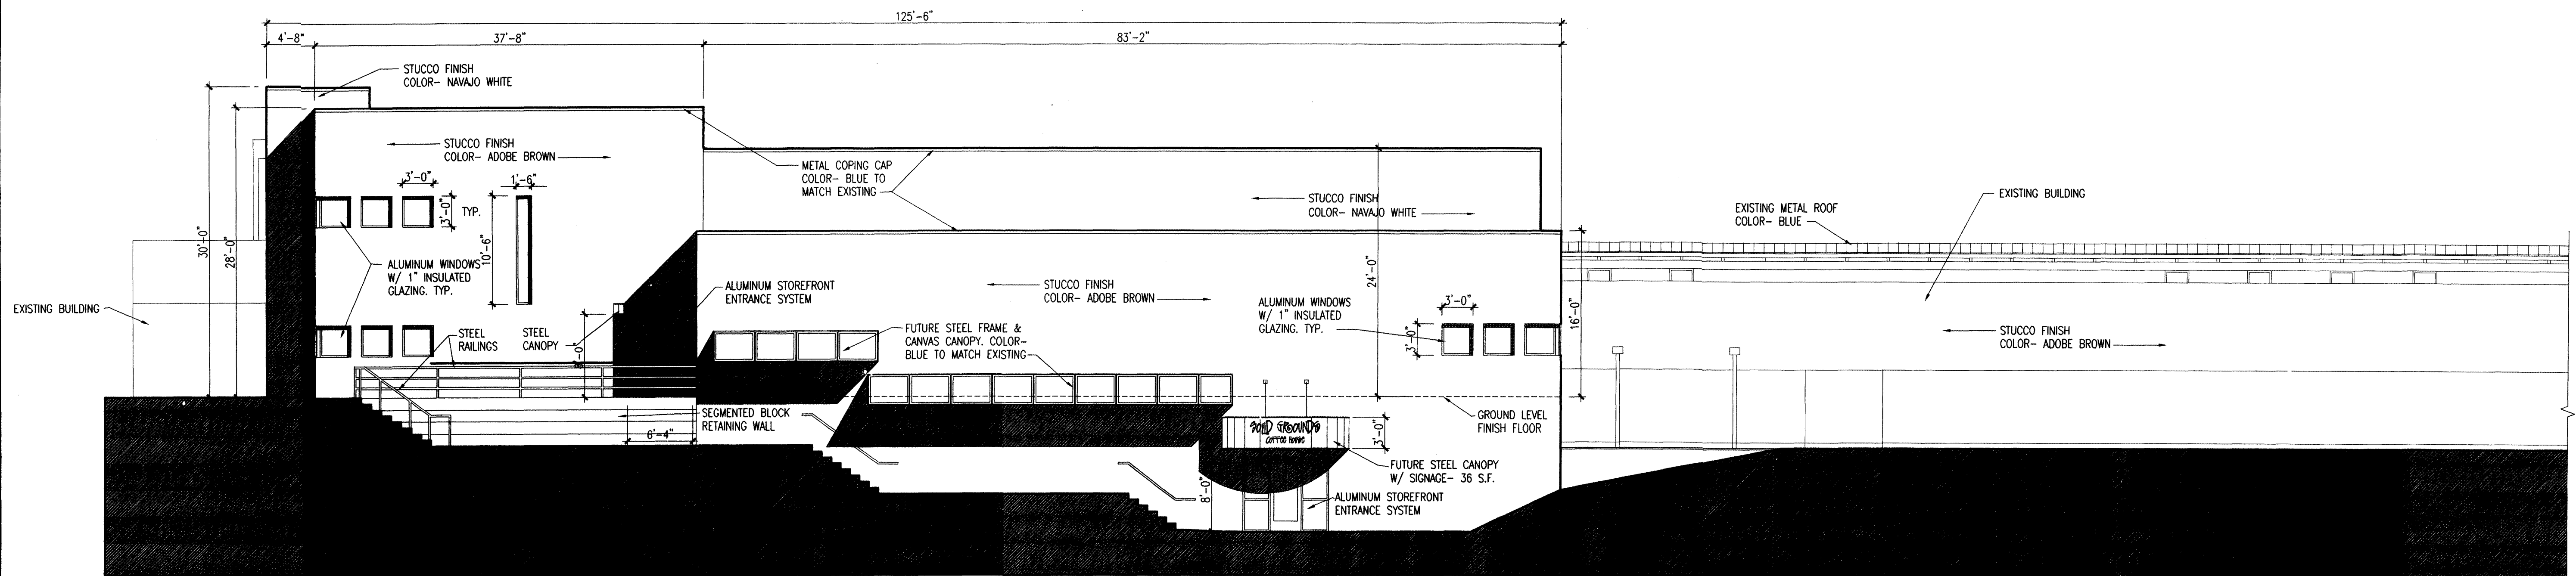 125'-6"
4'-8"
37'-8"
83'-2"
STUCCO FINISH
COLOR- NAVAJO WHITE
STUCCO FINISH
COLOR- ADOBE BROWN
METAL COPING CAP
COLOR- BLUE TO
MATCH EXISTING
3'-0"
1'-6"
3'-0"
TYP.
10'-6"
30'-0"
28'-0"
STUCCO FINISH
COLOR- NAVAJO WHITE
EXISTING METAL ROOF
COLOR- BLUE
EXISTING BUILDING
ALUMINUM WINDOWS
W/ 1" INSULATED
GLAZING. TYP.
ALUMINUM STOREFRONT
ENTRANCE SYSTEM
STUCCO FINISH
COLOR- ADOBE BROWN
24'-0"
16'-0"
ALUMINUM WINDOWS
W/ 1" INSULATED
GLAZING. TYP.
3'-0"
3'-0"
EXISTING BUILDING
STEEL
RAILINGS
STEEL
CANOPY
FUTURE STEEL FRAME &
CANVAS CANOPY. COLOR-
BLUE TO MATCH EXISTING
STUCCO FINISH
COLOR- ADOBE BROWN
SEGMENTED BLOCK
RETAINING WALL
6'-4"
SOLID GROUNDS
COFFEE HOUSE
3'-0"
GROUND LEVEL
FINISH FLOOR
FUTURE STEEL CANOPY
W/ SIGNAGE- 36 S.F.
8'-0"
ALUMINUM STOREFRONT
ENTRANCE SYSTEM